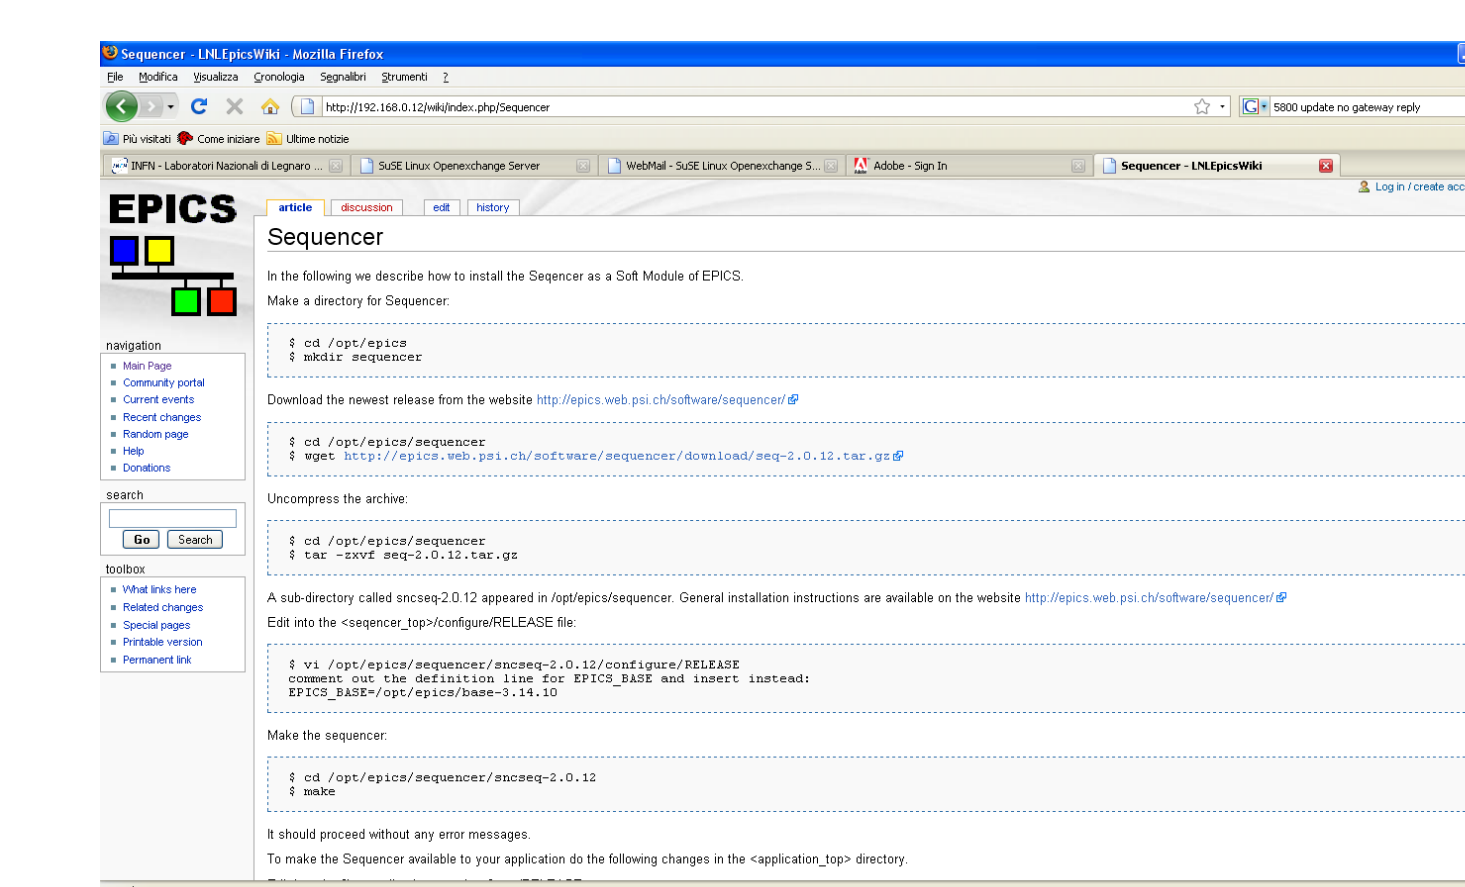 Sequencer - LNLEpicsWiki - Mozilla Firefox
File Modifica Visualizza Cronologia Segnalibri Strumenti ?
http://192.168.0.12/wiki/index.php/Sequencer
5800 update no gateway reply
Più visitati Come iniziare Ultime notizie
INFN - Laboratori Nazionali di Legnaro ... SuSE Linux Openexchange Server WebMail - SuSE Linux Openexchange S... Adobe - Sign In Sequencer - LNLEpicsWiki
Log in / create acc
EPICS
article discussion edit history
Sequencer
In the following we describe how to install the Seqencer as a Soft Module of EPICS.
Make a directory for Sequencer:
$ cd /opt/epics
$ mkdir sequencer
Download the newest release from the website http://epics.web.psi.ch/software/sequencer/
$ cd /opt/epics/sequencer
$ wget http://epics.web.psi.ch/software/sequencer/download/seq-2.0.12.tar.gz
Uncompress the archive:
$ cd /opt/epics/sequencer
$ tar -zxvf seq-2.0.12.tar.gz
A sub-directory called sncseq-2.0.12 appeared in /opt/epics/sequencer. General installation instructions are available on the website http://epics.web.psi.ch/software/sequencer/
Edit into the <seqencer_top>/configure/RELEASE file:
$ vi /opt/epics/sequencer/sncseq-2.0.12/configure/RELEASE
comment out the definition line for EPICS_BASE and insert instead:
EPICS_BASE=/opt/epics/base-3.14.10
Make the sequencer:
$ cd /opt/epics/sequencer/sncseq-2.0.12
$ make
It should proceed without any error messages.
To make the Sequencer available to your application do the following changes in the <application_top> directory.
navigation
Main Page
Community portal
Current events
Recent changes
Random page
Help
Donations
search
Go Search
toolbox
What links here
Related changes
Special pages
Printable version
Permanent link